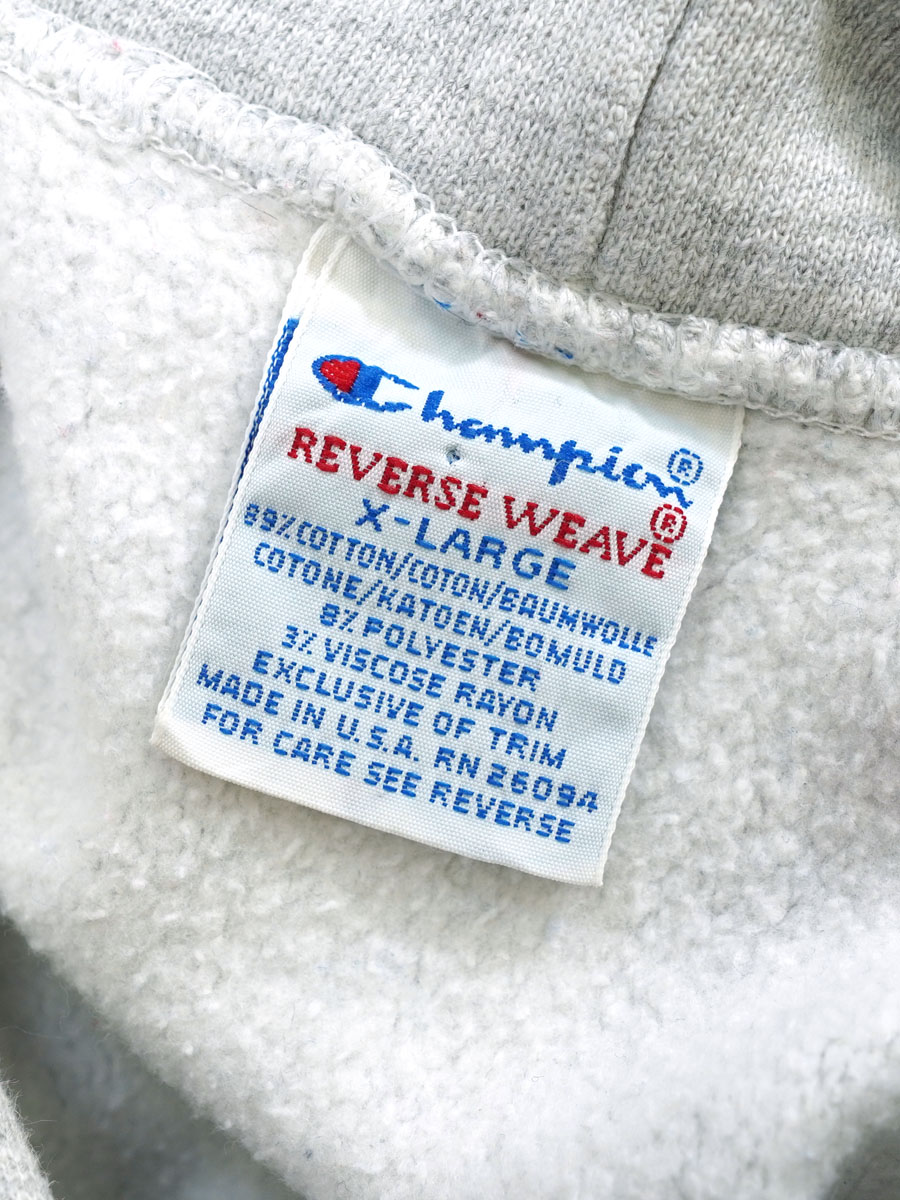 Champion®
REVERSE WEAVE®
X-LARGE
89% COTTON/COTON/BAUMWOLLE
COTONE/KATOEN/BOMULD
8% POLYESTER
3% VISCOSE RAYON
EXCLUSIVE OF TRIM
MADE IN U.S.A. RN 26094
FOR CARE SEE REVERSE